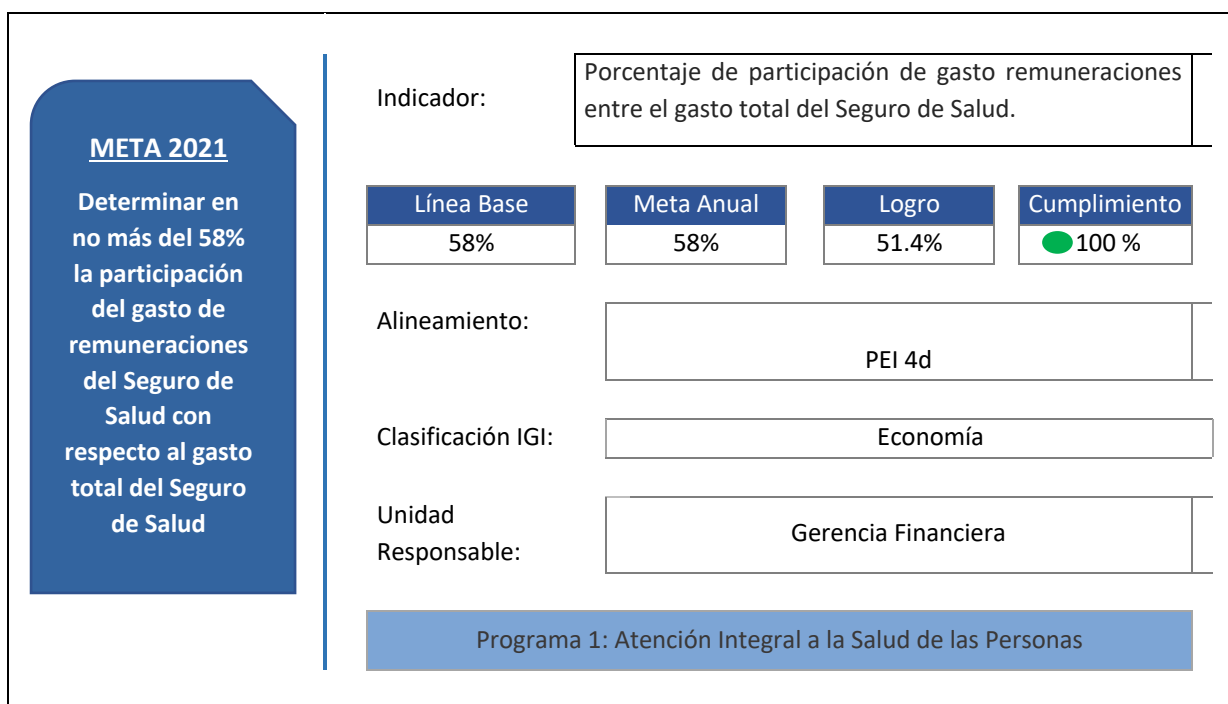 META 2021
Determinar en
no más del 58%
la participación
del gasto de
remuneraciones
del Seguro de
Salud con
respecto al gasto
total del Seguro
de Salud
Indicador:
Porcentaje de participación de gasto remuneraciones
entre el gasto total del Seguro de Salud.
Línea Base
Meta Anual
Logro
Cumplimiento
58%
58%
51.4%
100 %
Alineamiento:
PEI 4d
Clasificación IGI:
Economía
Unidad
Responsable:
Gerencia Financiera
Programa 1: Atención Integral a la Salud de las Personas